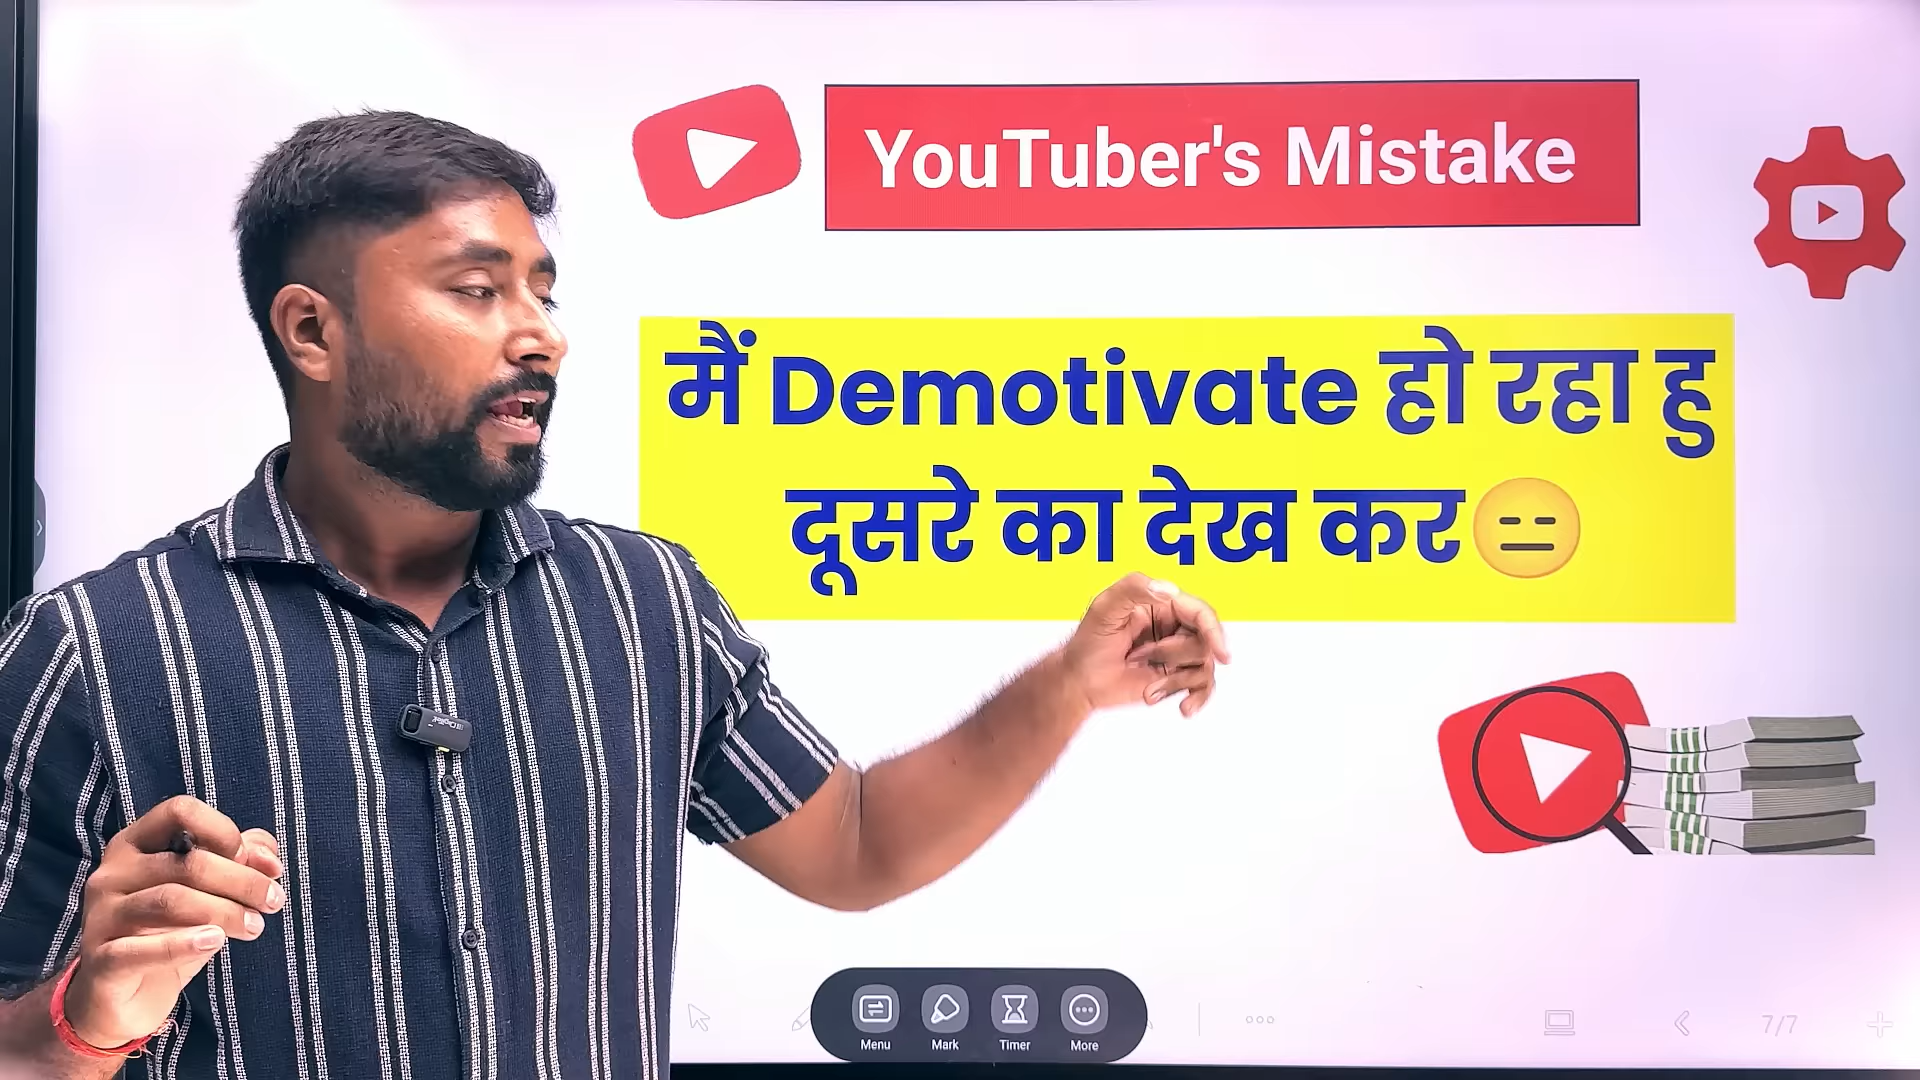 YouTuber's Mistake
मैं Demotivate हो रहा हु
दूसरे का देख कर😑
Menu Mark Timer More
7/7